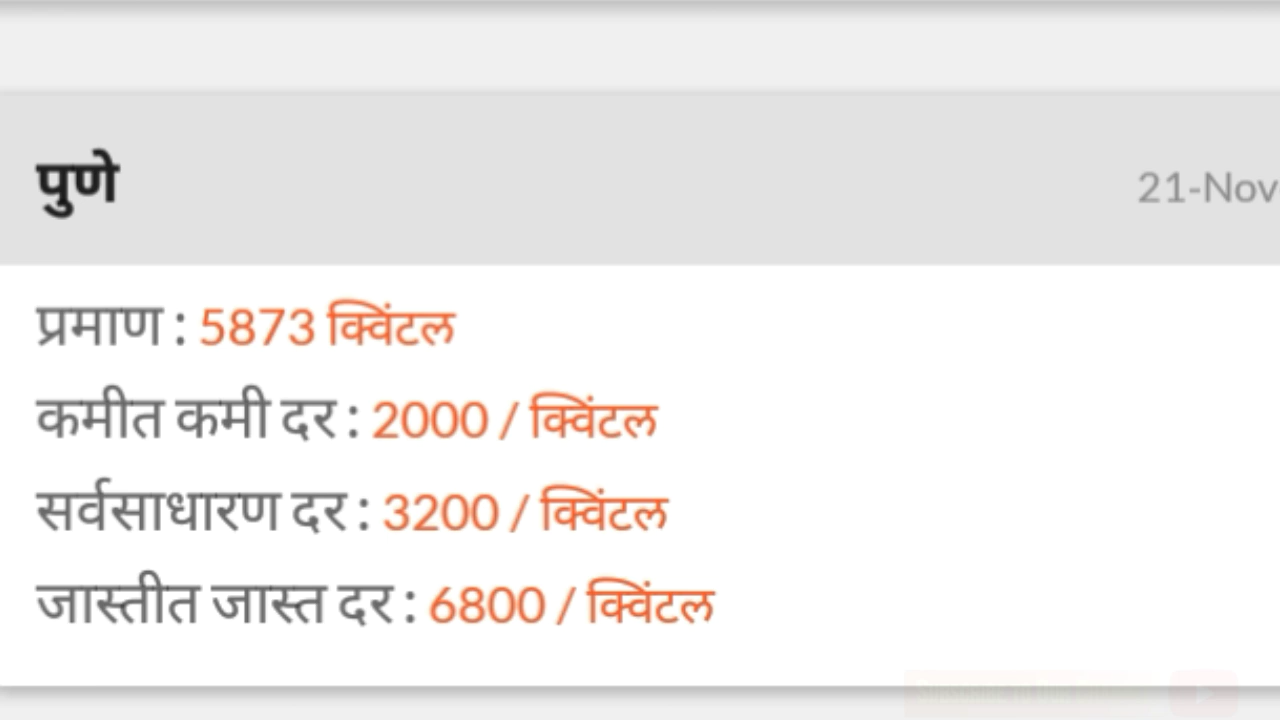 पुणे
21-Nov
प्रमाण : 5873 क्विंटल
कमीत कमी दर : 2000 / क्विंटल
सर्वसाधारण दर : 3200 / क्विंटल
जास्तीत जास्त दर : 6800 / क्विंटल